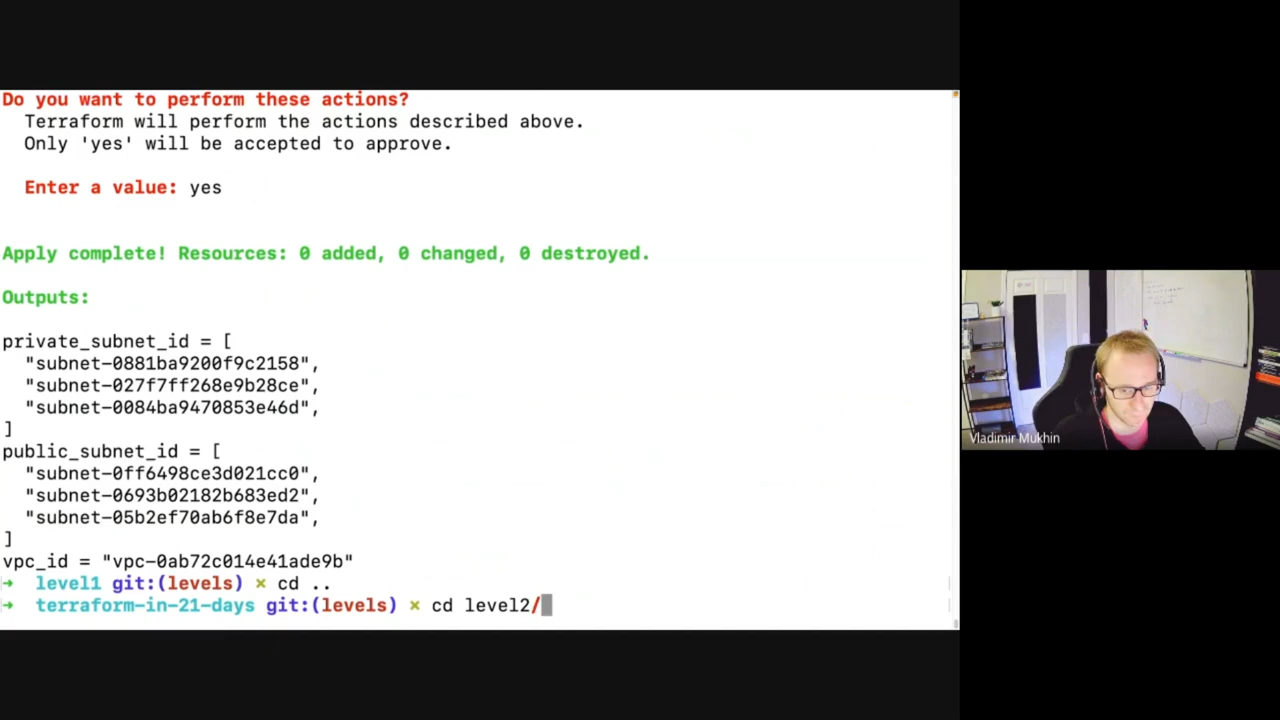 Do you want to perform these actions?
Terraform will perform the actions described above.
Only 'yes' will be accepted to approve.
Enter a value: yes
Apply complete! Resources: 0 added, 0 changed, 0 destroyed.
Outputs:
private_subnet_id = [
"subnet-0881ba9200f9c2158",
"subnet-027f7ff268e9b28ce",
"subnet-0084ba9470853e46d",
]
public_subnet_id = [
"subnet-0ff6498ce3d021cc0",
"subnet-0693b02182b683ed2",
"subnet-05b2ef70ab6f8e7da",
]
vpc_id = "vpc-0ab72c014e41ade9b"
➜ level1 git:(levels) ✗ cd ..
➜ terraform-in-21-days git:(levels) ✗ cd level2/
Vladimir Mukhin